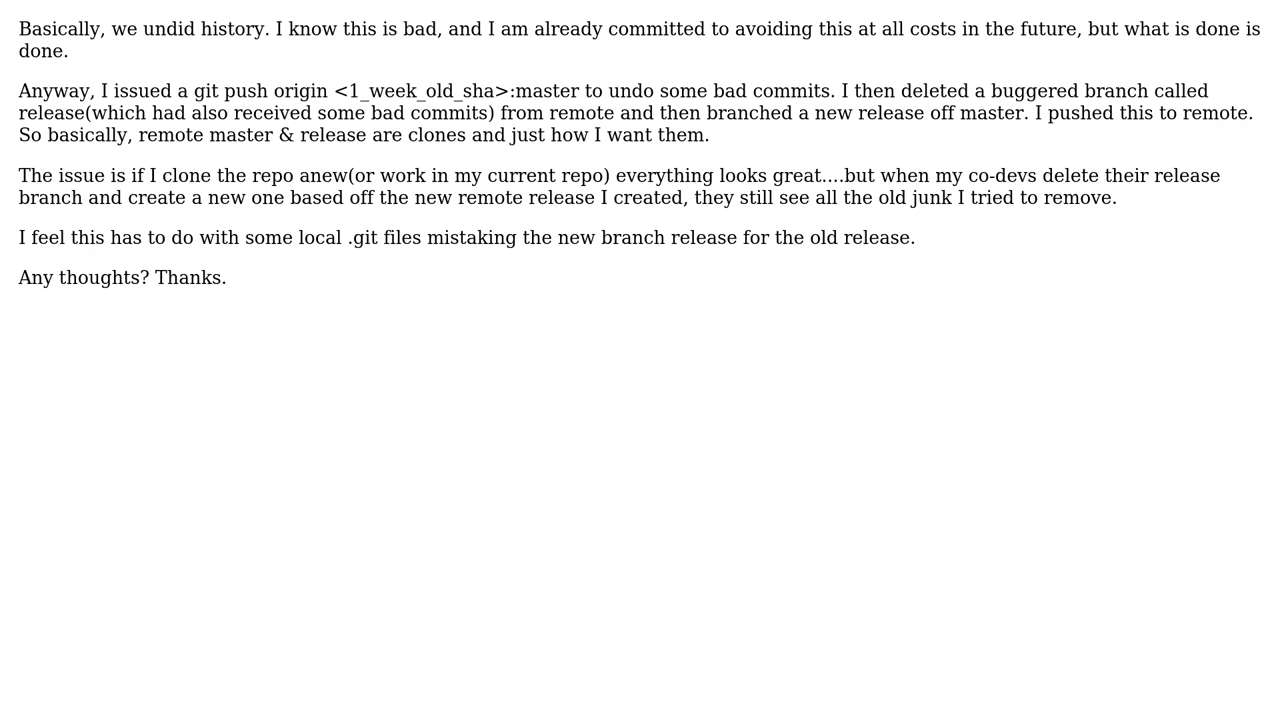 Basically, we undid history. I know this is bad, and I am already committed to avoiding this at all costs in the future, but what is done is
done.
Anyway, I issued a git push origin <1_week_old_sha>:master to undo some bad commits. I then deleted a buggered branch called
release(which had also received some bad commits) from remote and then branched a new release off master. I pushed this to remote.
So basically, remote master & release are clones and just how I want them.
The issue is if I clone the repo anew(or work in my current repo) everything looks great....but when my co-devs delete their release
branch and create a new one based off the new remote release I created, they still see all the old junk I tried to remove.
I feel this has to do with some local .git files mistaking the new branch release for the old release.
Any thoughts? Thanks.